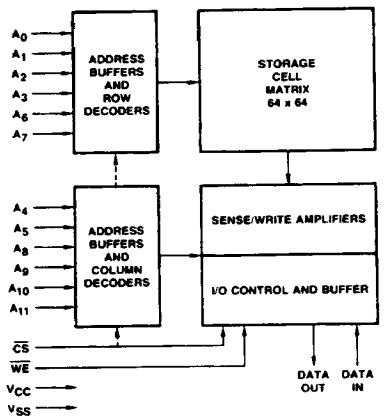 A0
A1
A2
A3
A6
A7
ADDRESS
BUFFERS
AND
ROW
DECODERS
STORAGE
CELL
MATRIX
64 x 64
A4
A5
A8
A9
A10
A11
ADDRESS
BUFFERS
AND
COLUMN
DECODERS
SENSE/WRITE AMPLIFIERS
I/O CONTROL AND BUFFER
CS
WE
VCC
VSS
DATA
OUT
DATA
IN